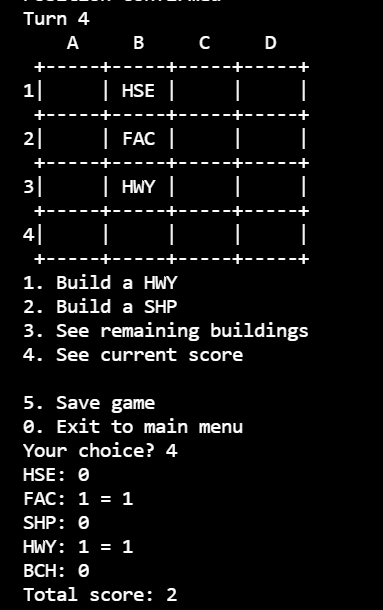 Turn 4
A B C D
+-----+-----+-----+-----+
1| | HSE | | |
+-----+-----+-----+-----+
2| | FAC | | |
+-----+-----+-----+-----+
3| | HWY | | |
+-----+-----+-----+-----+
4| | | | |
+-----+-----+-----+-----+
1. Build a HWY
2. Build a SHP
3. See remaining buildings
4. See current score
5. Save game
0. Exit to main menu
Your choice? 4
HSE: 0
FAC: 1 = 1
SHP: 0
HWY: 1 = 1
BCH: 0
Total score: 2